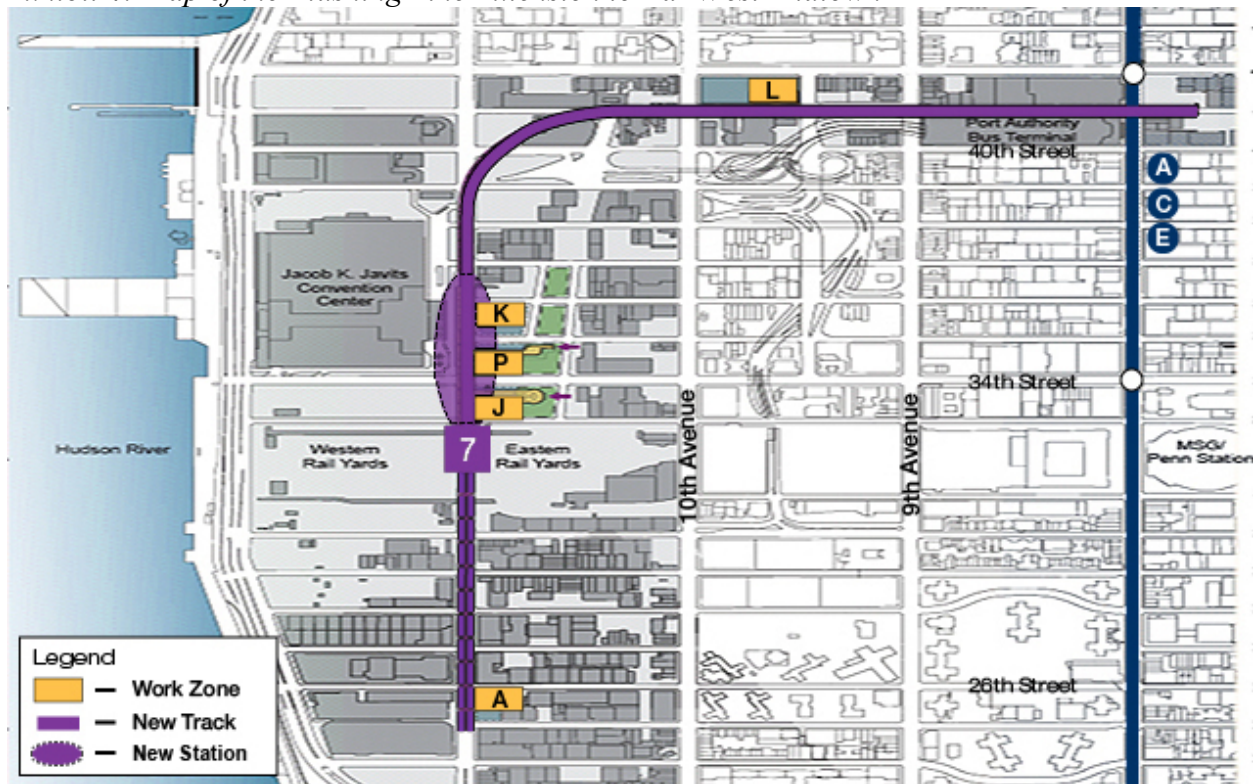 L
Port Authority
Bus Terminal
40th Street
A
C
E
Jacob K. Javits
Convention
Center
K
P
J
34th Street
7
Hudson River
Western
Rail Yards
Eastern
Rail Yards
10th Avenue
9th Avenue
MSG/
Penn Station
Legend
– Work Zone
– New Track
– New Station
A
26th Street